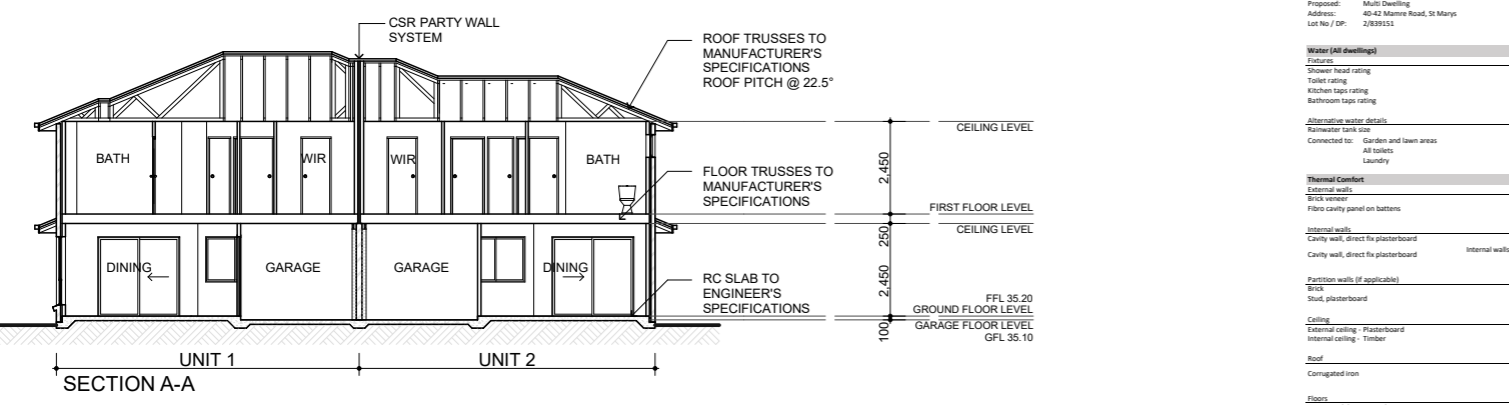 CSR PARTY WALL
SYSTEM
ROOF TRUSSES TO
MANUFACTURER'S
SPECIFICATIONS
ROOF PITCH @ 22.5°
BATH
WIR
WIR
BATH
FLOOR TRUSSES TO
MANUFACTURER'S
SPECIFICATIONS
DINING
GARAGE
GARAGE
DINING
RC SLAB TO
ENGINEER'S
SPECIFICATIONS
CEILING LEVEL
2,450
FIRST FLOOR LEVEL
CEILING LEVEL
250
2,450
FFL 35.20
GROUND FLOOR LEVEL
GARAGE FLOOR LEVEL
GFL 35.10
100
UNIT 1
UNIT 2
SECTION A-A
Proposed: Multi Dwelling
Address: 40-42 Mamre Road, St Marys
Lot No / DP: 2/839151
Water (All dwellings)
Fixtures
Shower head rating
Toilet rating
Kitchen taps rating
Bathroom taps rating
Alternative water details
Rainwater tank size
Connected to: Garden and lawn areas
All toilets
Laundry
Thermal Comfort
External walls
Brick veneer
Fibro cavity panel on battens
Internal walls
Cavity wall, direct fix plasterboard
Cavity wall, direct fix plasterboard Internal walls
Partition walls (if applicable)
Brick
Stud, plasterboard
Ceiling
External ceiling - Plasterboard
Internal ceiling - Timber
Roof
Corrugated iron
Floors